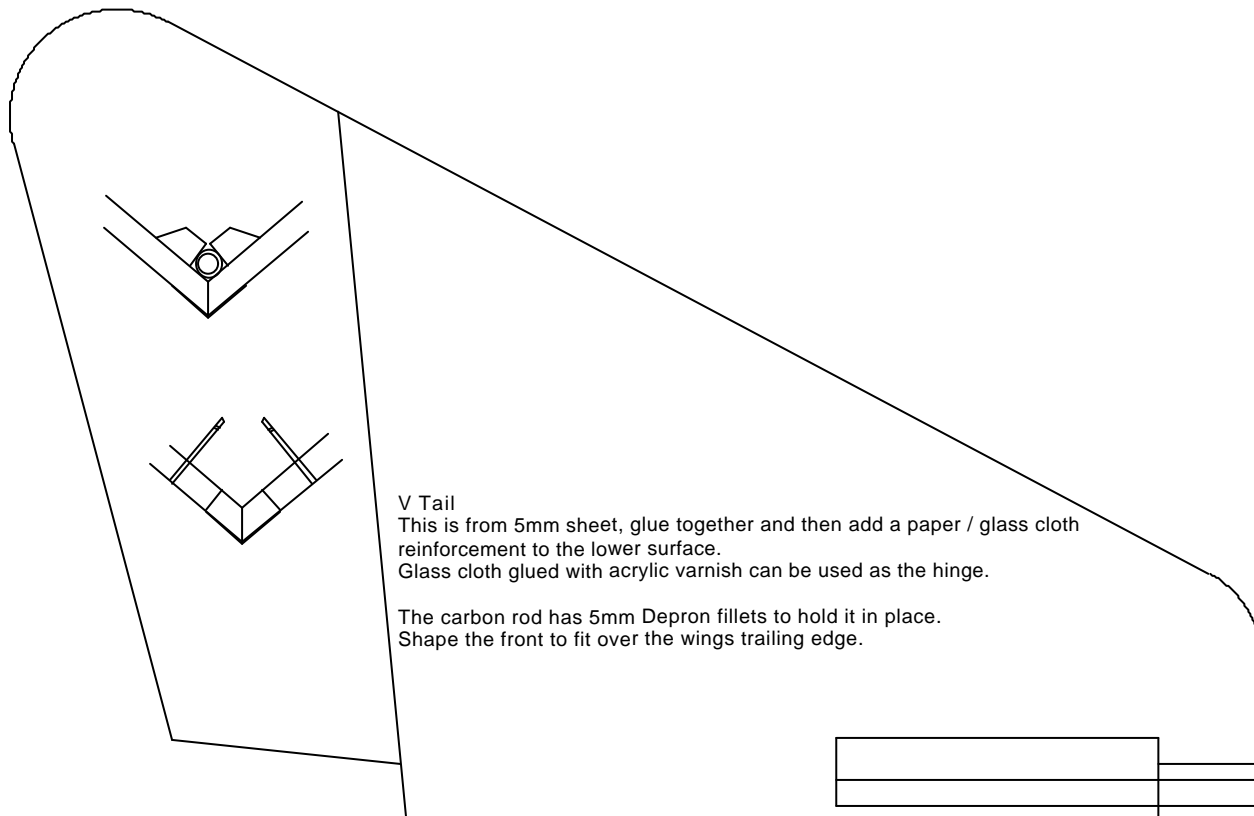 V Tail
This is from 5mm sheet, glue together and then add a paper / glass cloth
reinforcement to the lower surface.
Glass cloth glued with acrylic varnish can be used as the hinge.
The carbon rod has 5mm Depron fillets to hold it in place.
Shape the front to fit over the wings trailing edge.